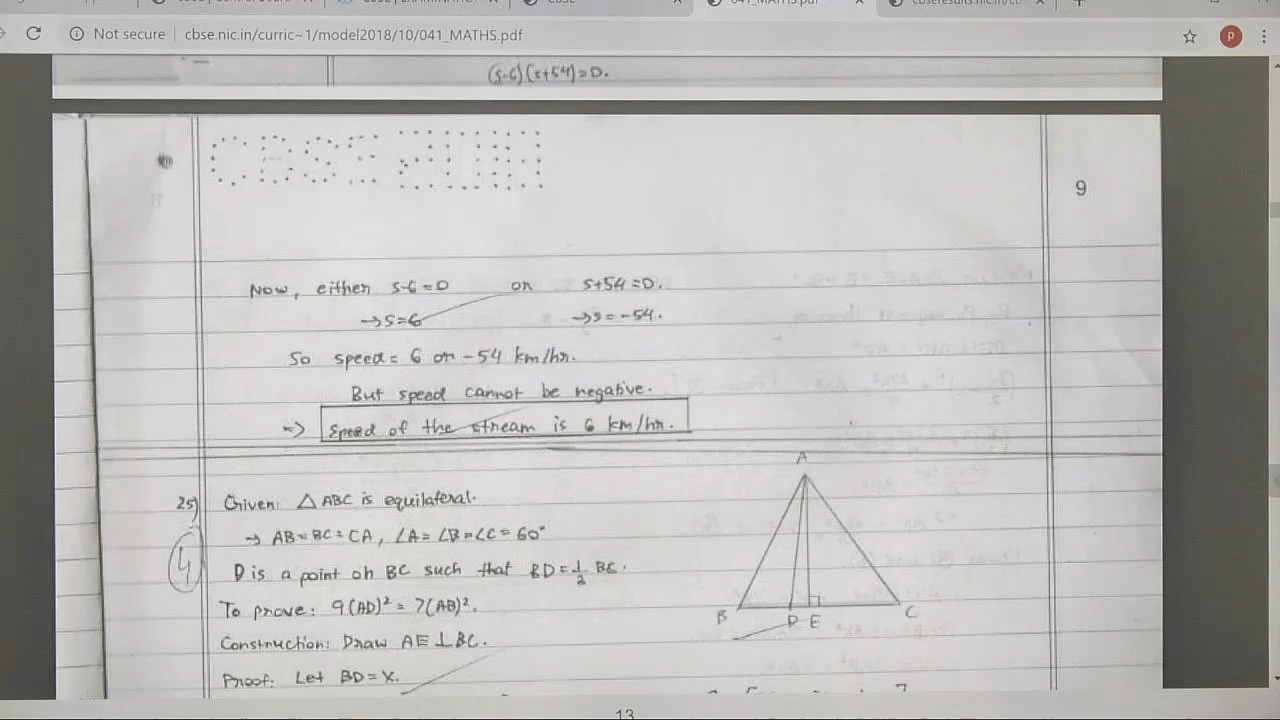 041_MATHS.pdf
Not secure | cbse.nic.in/curric~1/model2018/10/041_MATHS.pdf
P
(s-6)(s+54)=0.
9
Now, either s-6=0 or s+54=0.
→s=6 →s=-54.
So speed = 6 or -54 km/hr.
But speed cannot be negative.
=> Speed of the stream is 6 km/hr.
25) Given: △ ABC is equilateral.
→ AB=BC=CA, ∠A=∠B=∠C=60°
4
D is a point on BC such that BD=1/3 BC.
To prove: 9(AD)²=7(AB)².
Construction: Draw AE⊥BC.
Proof: Let BD=x.
A
B D E C
13